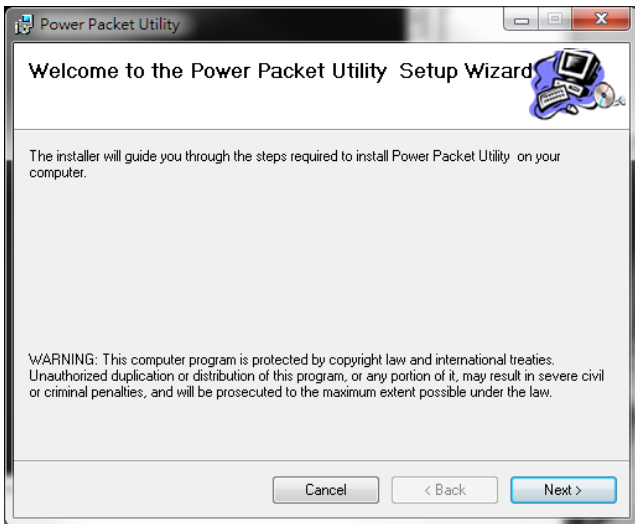 Power Packet Utility
Welcome to the Power Packet Utility  Setup Wizard
The installer will guide you through the steps required to install Power Packet Utility  on your
computer.
WARNING: This computer program is protected by copyright law and international treaties.
Unauthorized duplication or distribution of this program, or any portion of it, may result in severe civil
or criminal penalties, and will be prosecuted to the maximum extent possible under the law.
Cancel < Back Next >